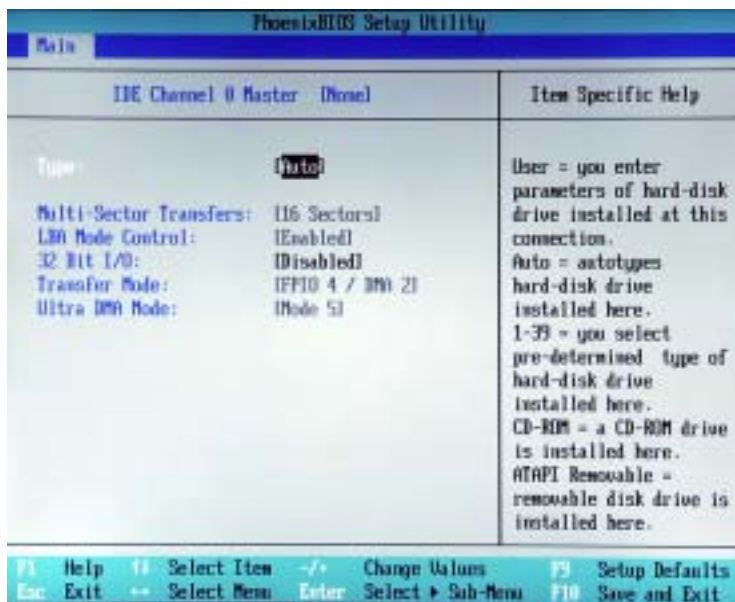 PhoenixBIOS Setup Utility
Main
IDE Channel 0 Master [None]
Item Specific Help
Type: [Auto]
Multi-Sector Transfers: [16 Sectors]
LBA Mode Control: [Enabled]
32 Bit I/O: [Disabled]
Transfer Mode: [FPIO 4 / DMA 2]
Ultra DMA Mode: [Mode 5]
User = you enter
parameters of hard-disk
drive installed at this
connection.
Auto = autotypes
hard-disk drive
installed here.
1-39 = you select
pre-determined type of
hard-disk drive
installed here.
CD-ROM = a CD-ROM drive
is installed here.
ATAPI Removable =
removable disk drive is
installed here.
F1 Help ↑↓ Select Item -/+ Change Values F9 Setup Defaults
Esc Exit ↔ Select Menu Enter Select ▸ Sub-Menu F10 Save and Exit